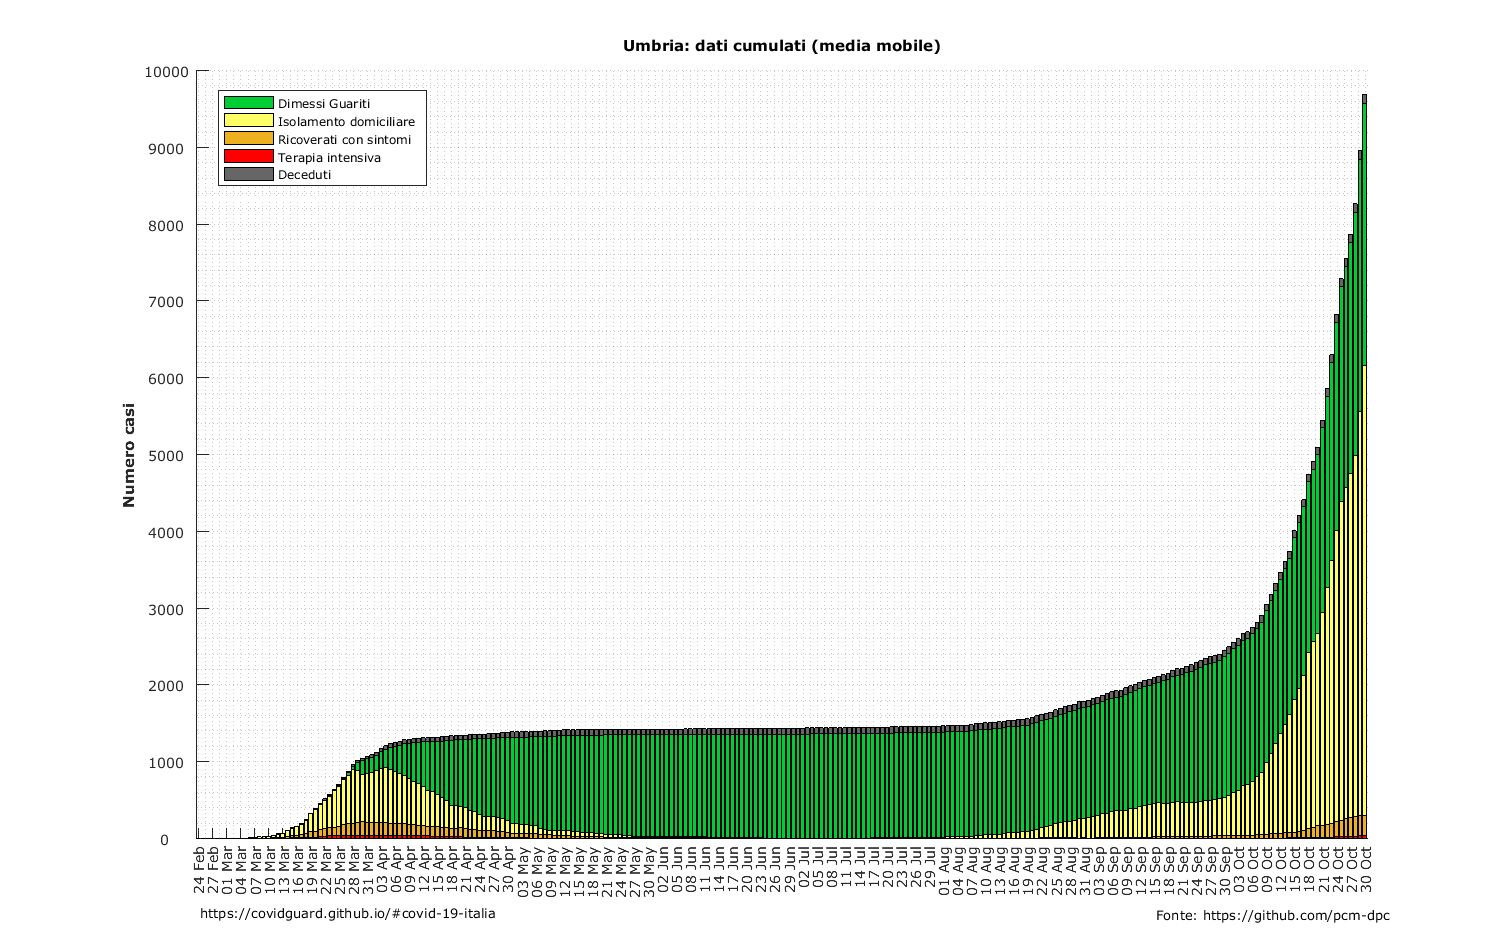 Umbria: dati cumulati (media mobile)
10000
9000
8000
7000
6000
5000
4000
3000
2000
1000
0
Numero casi
Dimessi Guariti
Isolamento domiciliare
Ricoverati con sintomi
Terapia intensiva
Deceduti
24 Feb
27 Feb
01 Mar
04 Mar
07 Mar
10 Mar
13 Mar
16 Mar
19 Mar
22 Mar
25 Mar
28 Mar
31 Mar
03 Apr
06 Apr
09 Apr
12 Apr
15 Apr
18 Apr
21 Apr
24 Apr
27 Apr
30 Apr
03 May
06 May
09 May
12 May
15 May
18 May
21 May
24 May
27 May
30 May
02 Jun
05 Jun
08 Jun
11 Jun
14 Jun
17 Jun
20 Jun
23 Jun
26 Jun
29 Jun
02 Jul
05 Jul
08 Jul
11 Jul
14 Jul
17 Jul
20 Jul
23 Jul
26 Jul
29 Jul
01 Aug
04 Aug
07 Aug
10 Aug
13 Aug
16 Aug
19 Aug
22 Aug
25 Aug
28 Aug
31 Aug
03 Sep
06 Sep
09 Sep
12 Sep
15 Sep
18 Sep
21 Sep
24 Sep
27 Sep
30 Sep
03 Oct
06 Oct
09 Oct
12 Oct
15 Oct
18 Oct
21 Oct
24 Oct
27 Oct
30 Oct
https://covidguard.github.io/#covid-19-italia
Fonte: https://github.com/pcm-dpc